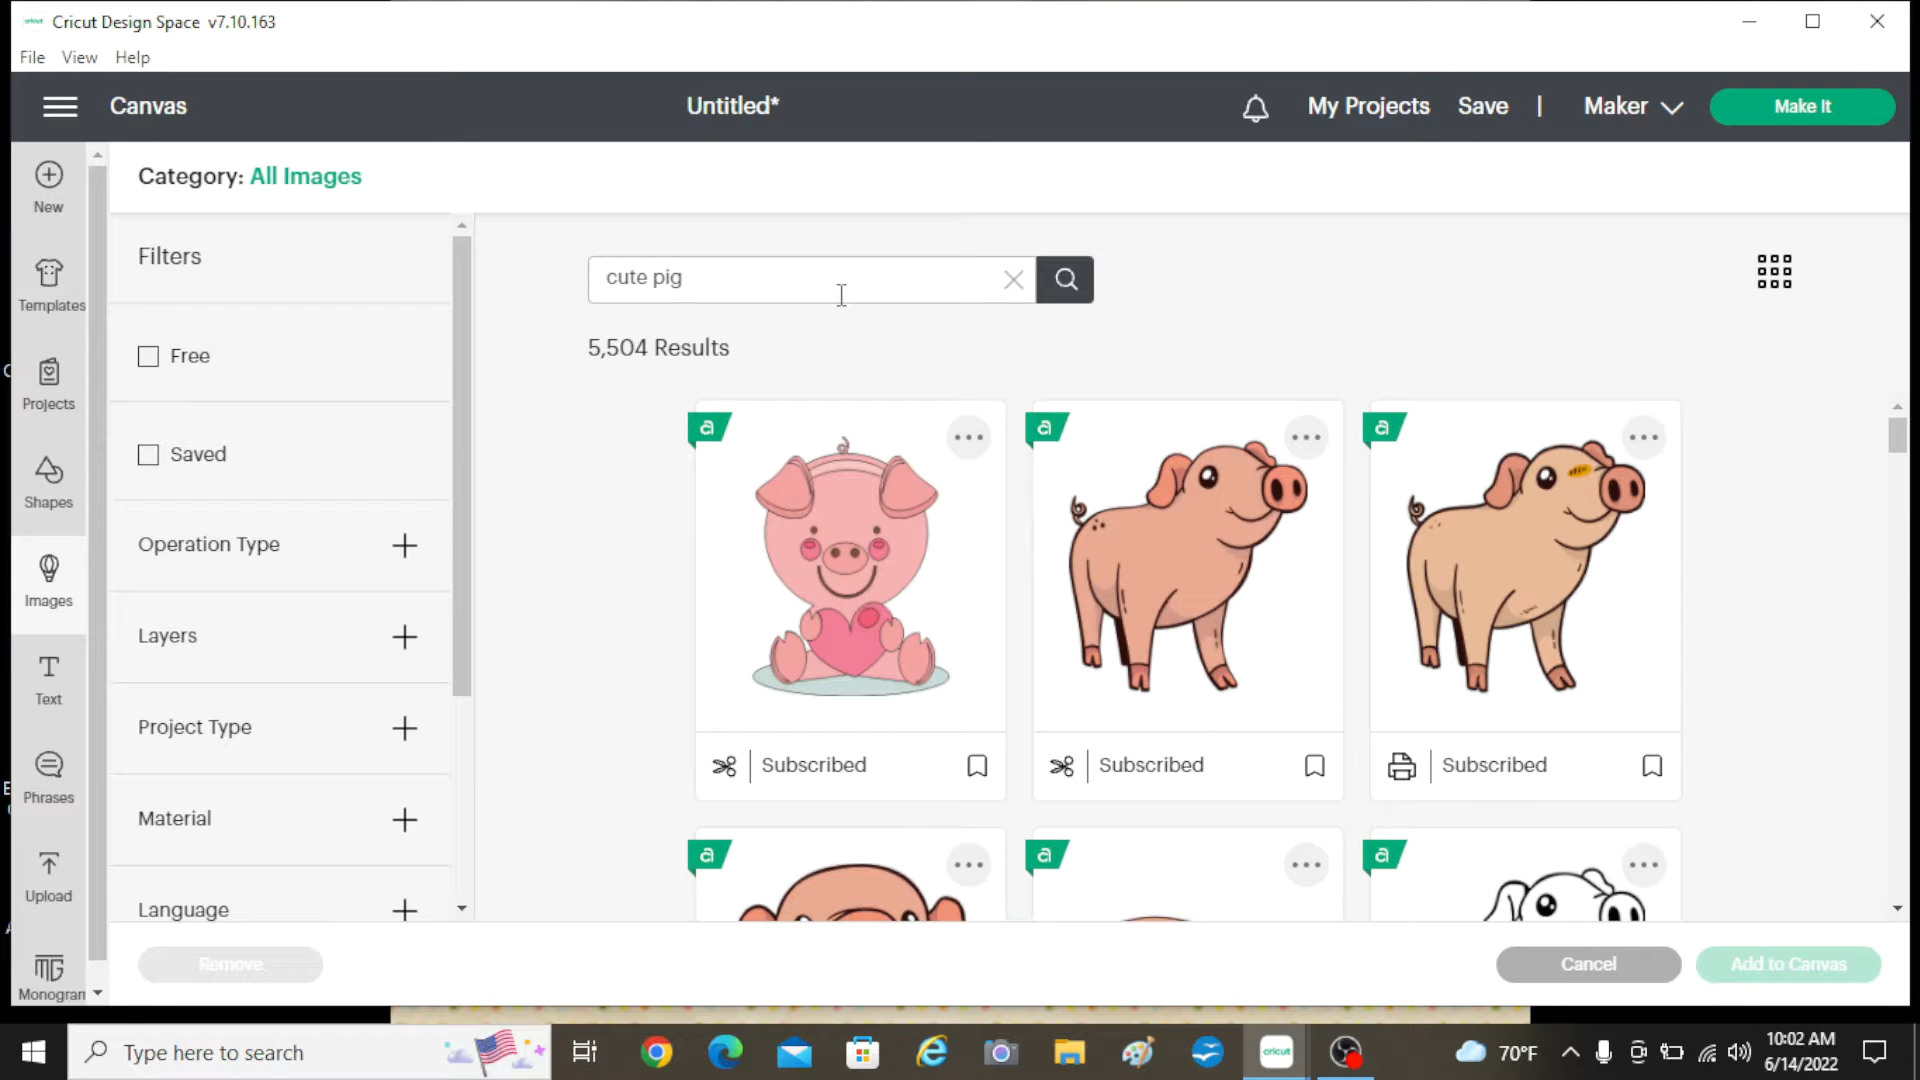 cricut Cricut Design Space v7.10.163
File View Help
Canvas Untitled* My Projects Save | Maker Make It
New
Templates
Projects
Shapes
Images
Text
Phrases
Upload
Monogram
Category: All Images
Filters
Free
Saved
Operation Type
Layers
Project Type
Material
Language
cute pig
5,504 Results
a a a
Subscribed Subscribed Subscribed
a a a
Remove Cancel Add to Canvas
Type here to search
cricut
70°F
10:02 AM
6/14/2022